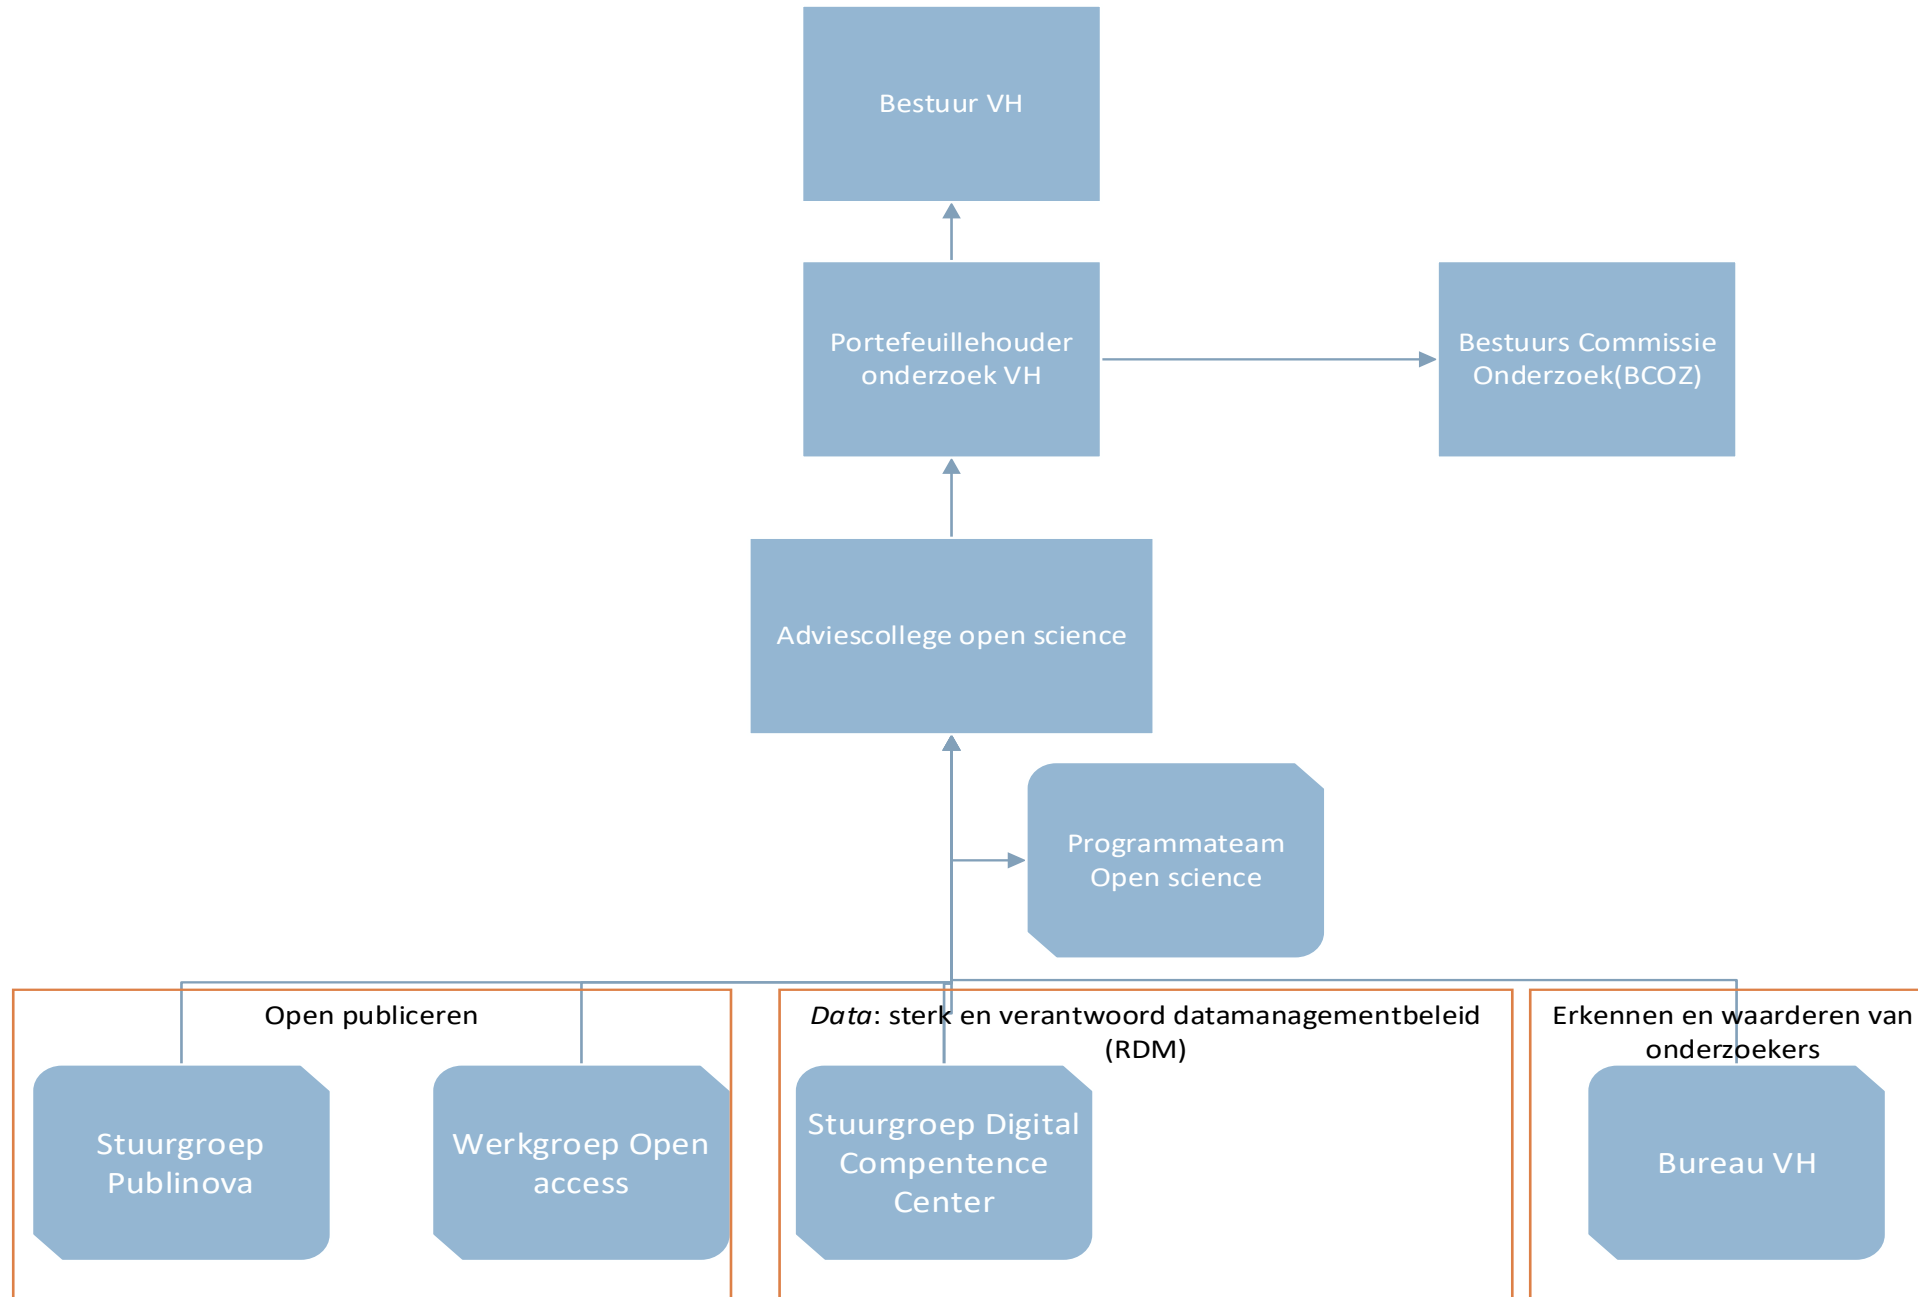 Bestuur VH
Portefeuillehouder
onderzoek VH
Bestuurs Commissie
Onderzoek(BCOZ)
Adviescollege open science
Programmateam
Open science
Open publiceren
Data: sterk en verantwoord datamanagementbeleid
(RDM)
Erkennen en waarderen van
onderzoekers
Stuurgroep
Publinova
Werkgroep Open
access
Stuurgroep Digital
Compentence
Center
Bureau VH